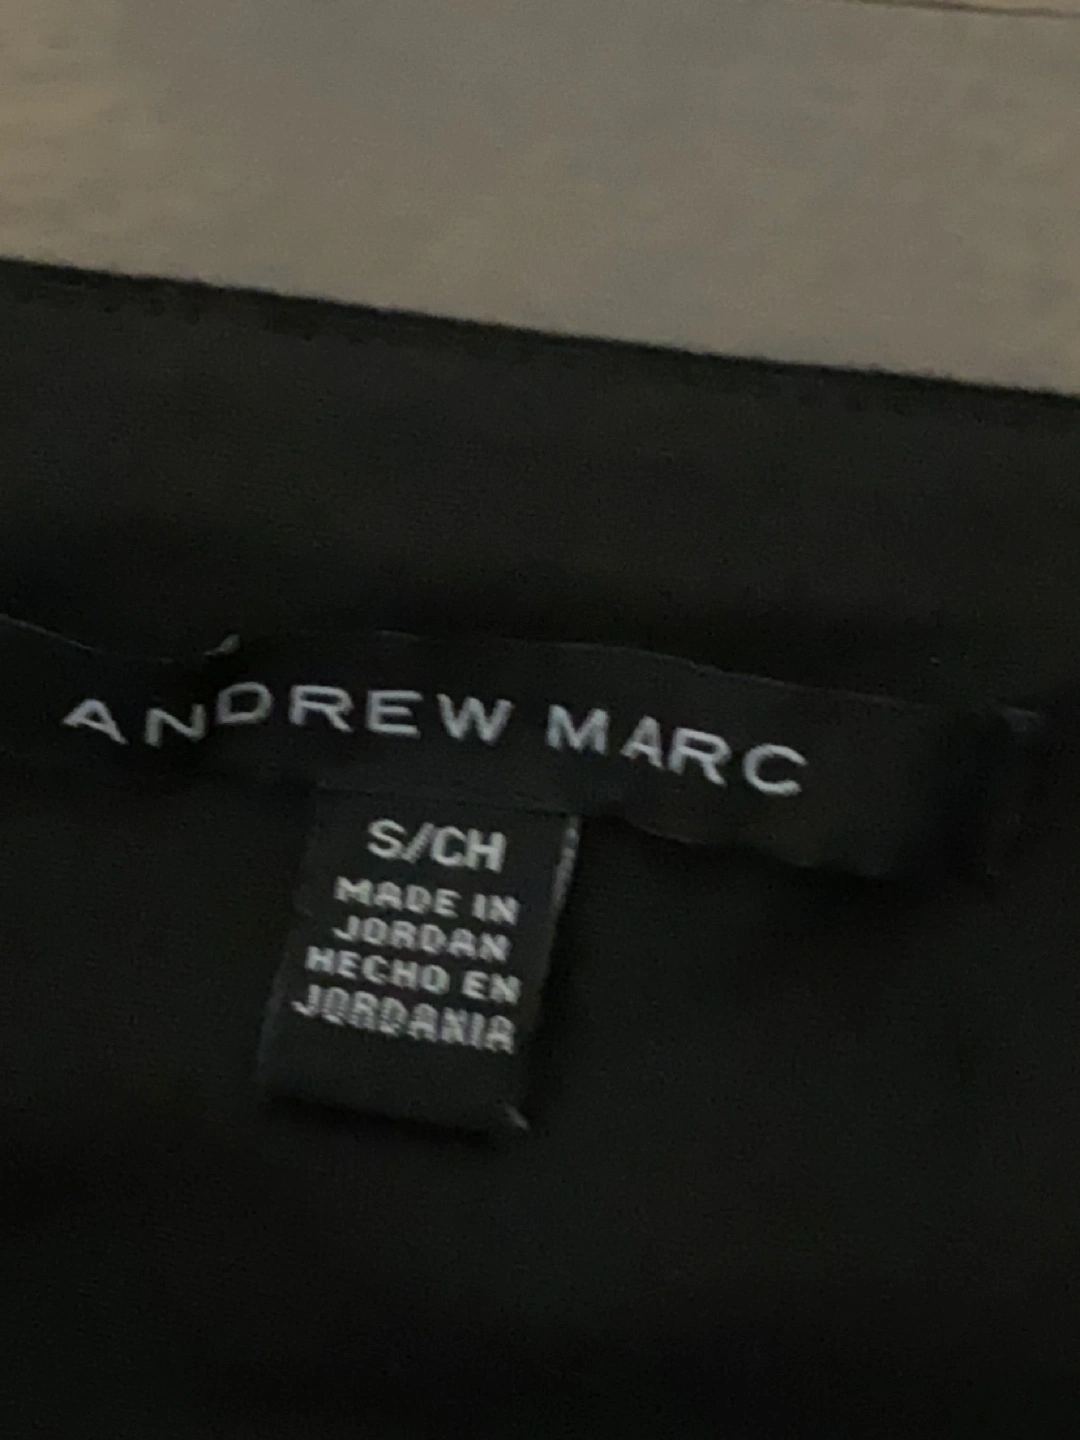 ANDREW MARC
S/CH
MADE IN
JORDAN
HECHO EN
JORDANIA